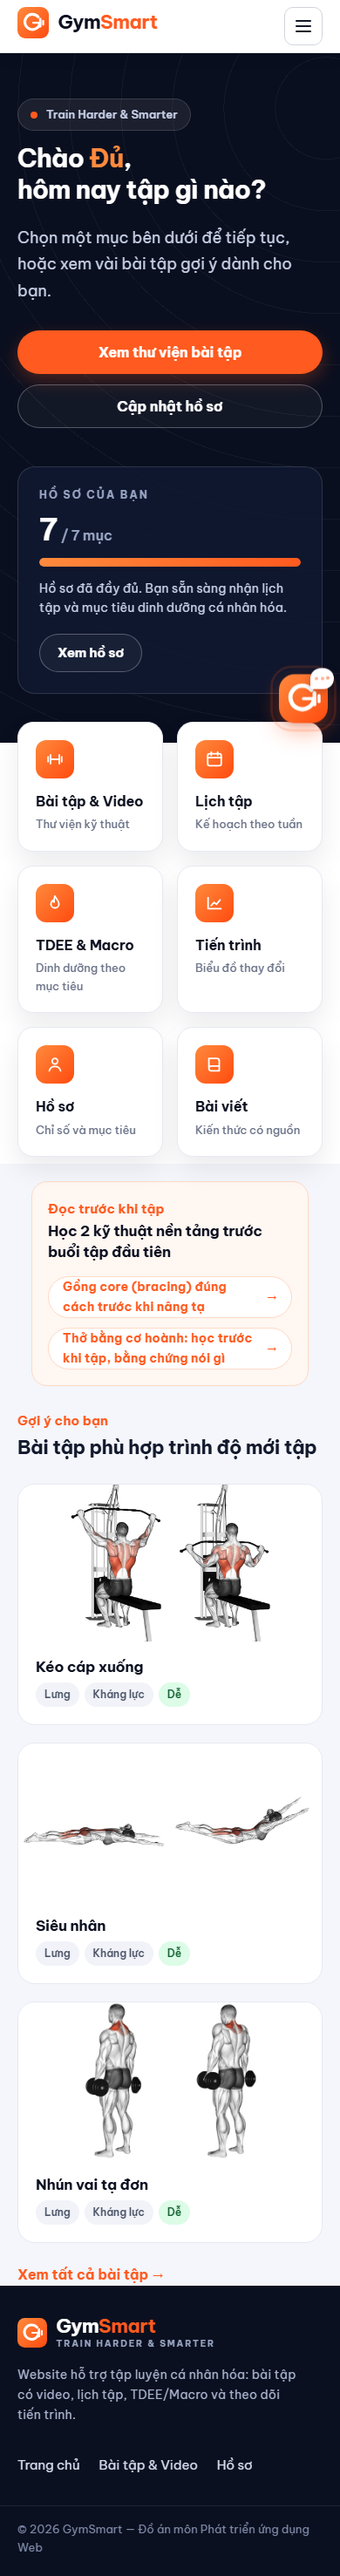 GymSmart
Train Harder & Smarter
Chào Đủ,
hôm nay tập gì nào?
Chọn một mục bên dưới để tiếp tục,
hoặc xem vài bài tập gợi ý dành cho
bạn.
Xem thư viện bài tập
Cập nhật hồ sơ
HỒ SƠ CỦA BẠN
7 / 7 mục
Hồ sơ đã đầy đủ. Bạn sẵn sàng nhận lịch
tập và mục tiêu dinh dưỡng cá nhân hóa.
Xem hồ sơ
Bài tập & Video
Thư viện kỹ thuật
Lịch tập
Kế hoạch theo tuần
TDEE & Macro
Dinh dưỡng theo
mục tiêu
Tiến trình
Biểu đồ thay đổi
Hồ sơ
Chỉ số và mục tiêu
Bài viết
Kiến thức có nguồn
Đọc trước khi tập
Học 2 kỹ thuật nền tảng trước
buổi tập đầu tiên
Gồng core (bracing) đúng
cách trước khi nâng tạ →
Thở bằng cơ hoành: học trước
khi tập, bằng chứng nói gì →
Gợi ý cho bạn
Bài tập phù hợp trình độ mới tập
Kéo cáp xuống
Lưng Kháng lực Dễ
Siêu nhân
Lưng Kháng lực Dễ
Nhún vai tạ đơn
Lưng Kháng lực Dễ
Xem tất cả bài tập →
GymSmart
TRAIN HARDER & SMARTER
Website hỗ trợ tập luyện cá nhân hóa: bài tập
có video, lịch tập, TDEE/Macro và theo dõi
tiến trình.
Trang chủ Bài tập & Video Hồ sơ
© 2026 GymSmart — Đồ án môn Phát triển ứng dụng
Web